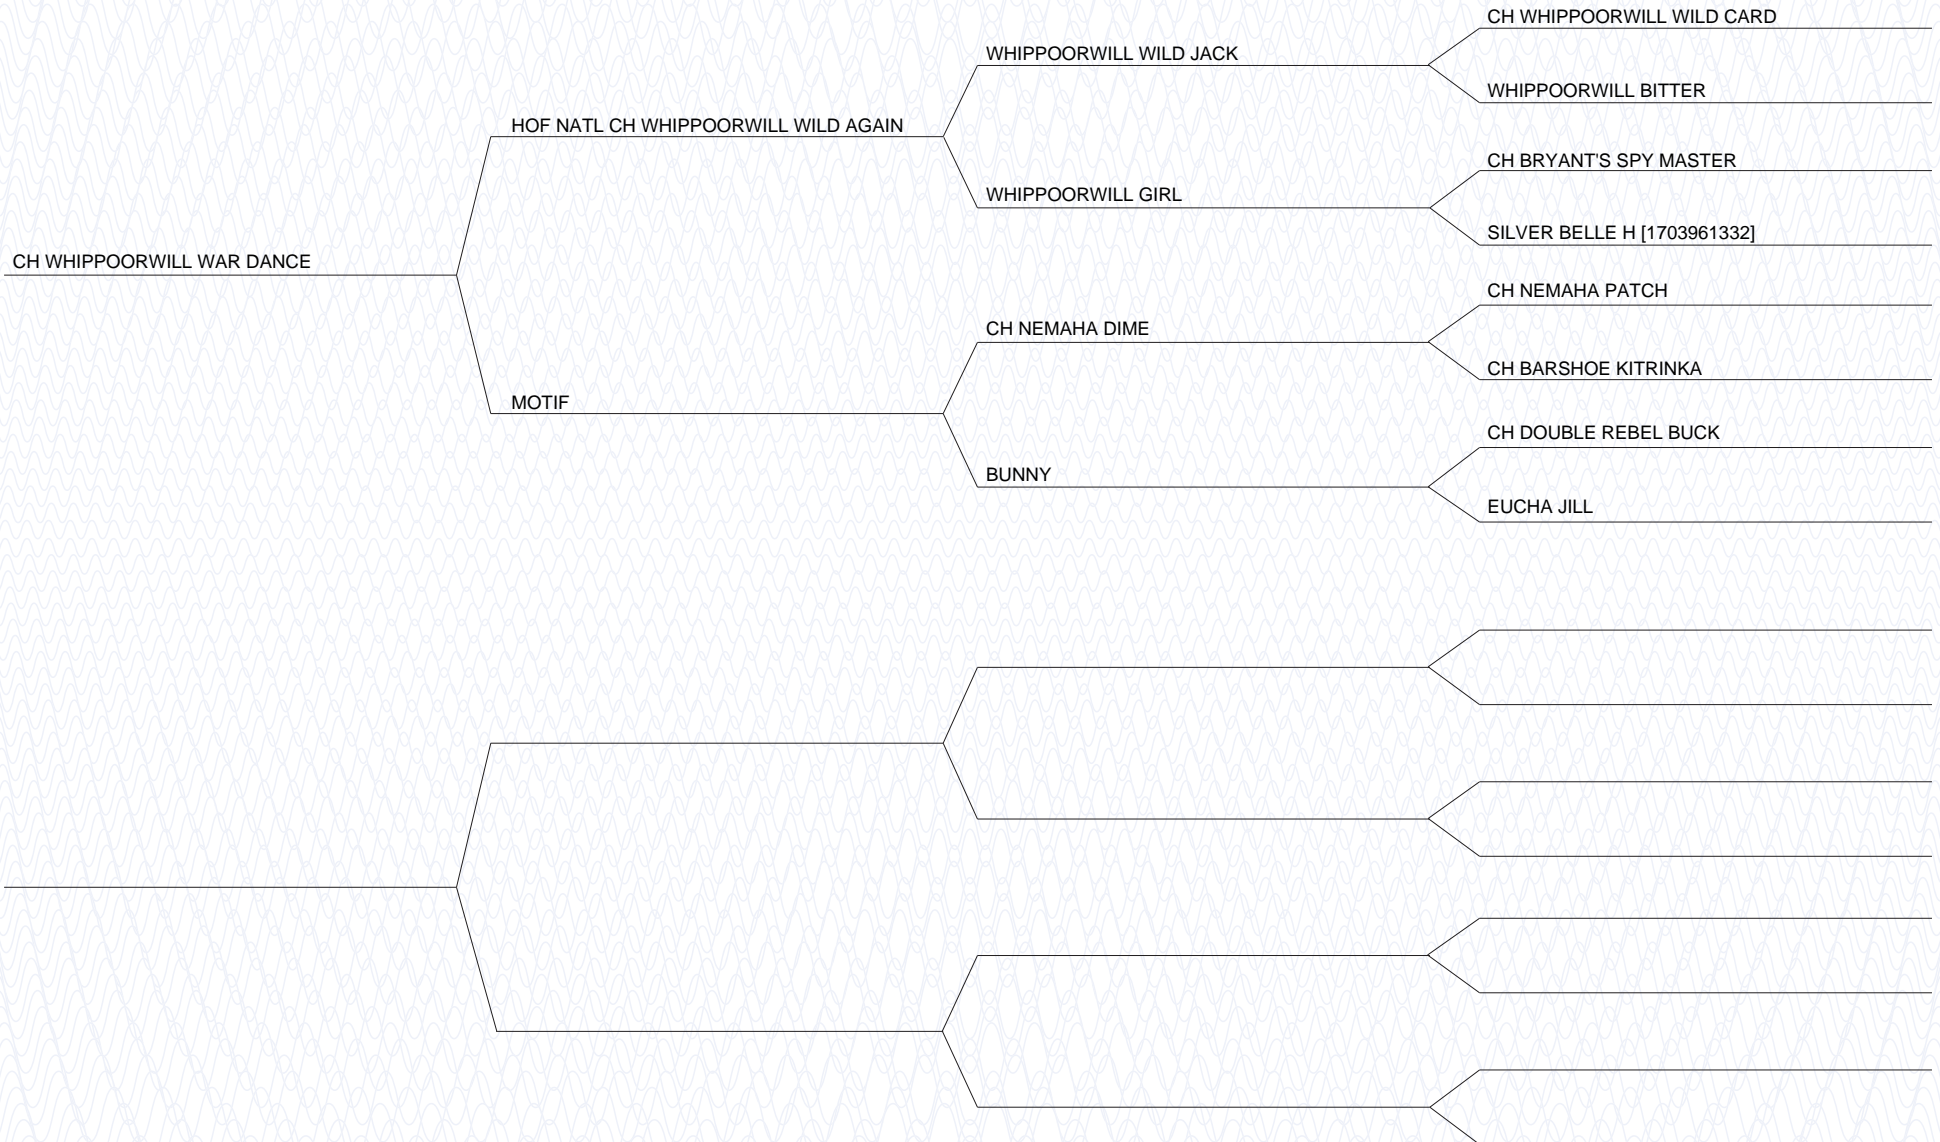 CH WHIPPOORWILL WILD CARD
WHIPPOORWILL WILD JACK
WHIPPOORWILL BITTER
HOF NATL CH WHIPPOORWILL WILD AGAIN
CH BRYANT'S SPY MASTER
WHIPPOORWILL GIRL
SILVER BELLE H [1703961332]
CH WHIPPOORWILL WAR DANCE
CH NEMAHA PATCH
CH NEMAHA DIME
CH BARSHOE KITRINKA
MOTIF
CH DOUBLE REBEL BUCK
BUNNY
EUCHA JILL